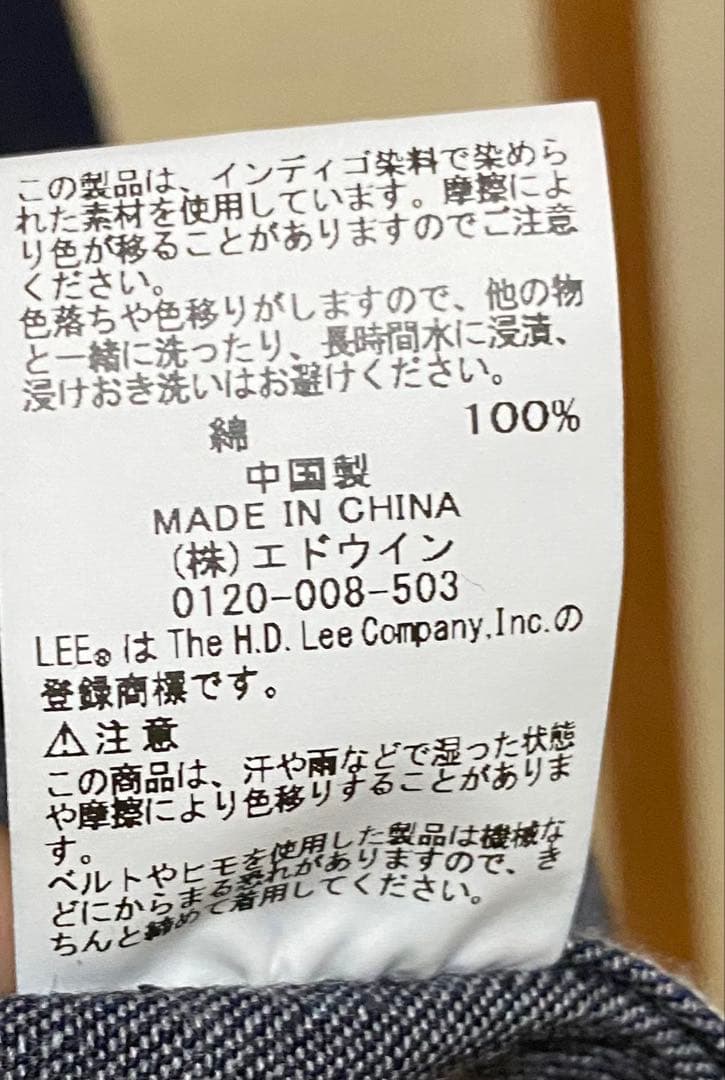 この製品は、インディゴ染料で染めら
れた素材を使用しています。摩擦によ
り色が移ることがありますのでご注意
ください。
色落ちや色移りがしますので、他の物
と一緒に洗ったり、長時間水に浸漬、
浸けおき洗いはお避けください。
綿 100%
中国製
MADE IN CHINA
(株)エドウイン
0120-008-503
LEE®は The H.D. Lee Company,Inc.の
登録商標です。
⚠注意
この商品は、汗や雨などで湿った状態
や摩擦により色移りすることがありま
す。
ベルトやヒモを使用した製品は機械な
どにからまる恐れがありますので、き
ちんと締めて着用してください。